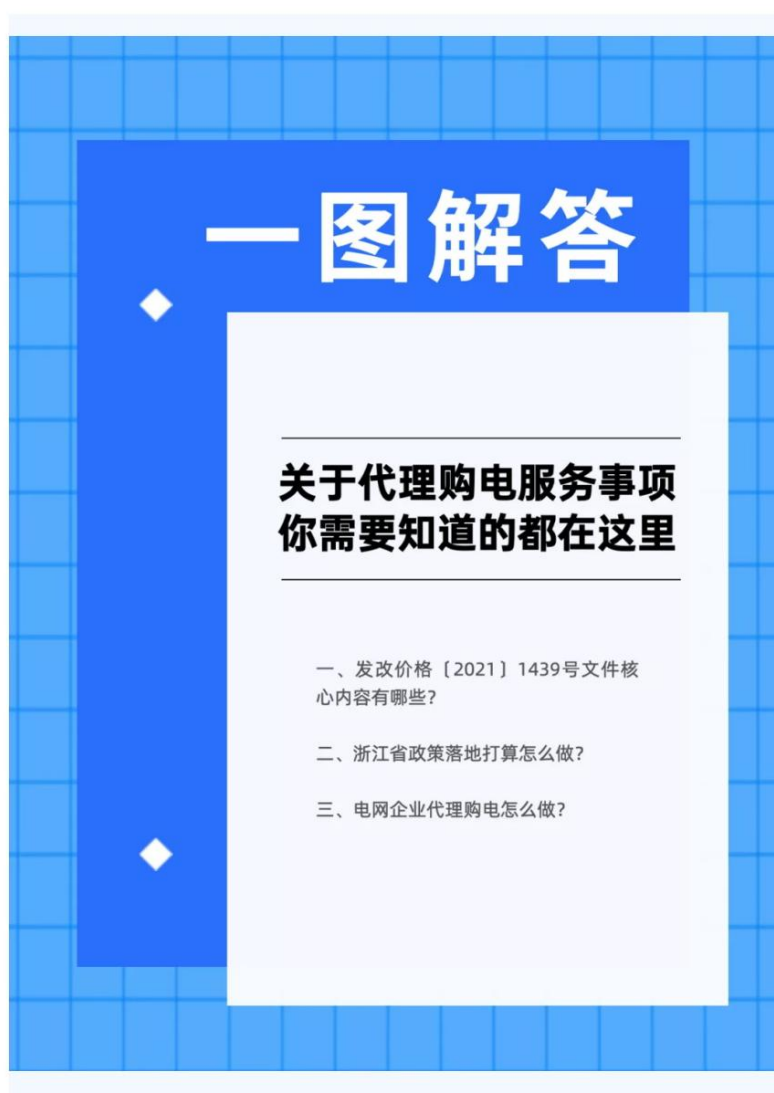 一图解答
关于代理购电服务事项
你需要知道的都在这里
一、发改价格〔2021〕1439号文件核
心内容有哪些?
二、浙江省政策落地打算怎么做?
三、电网企业代理购电怎么做?